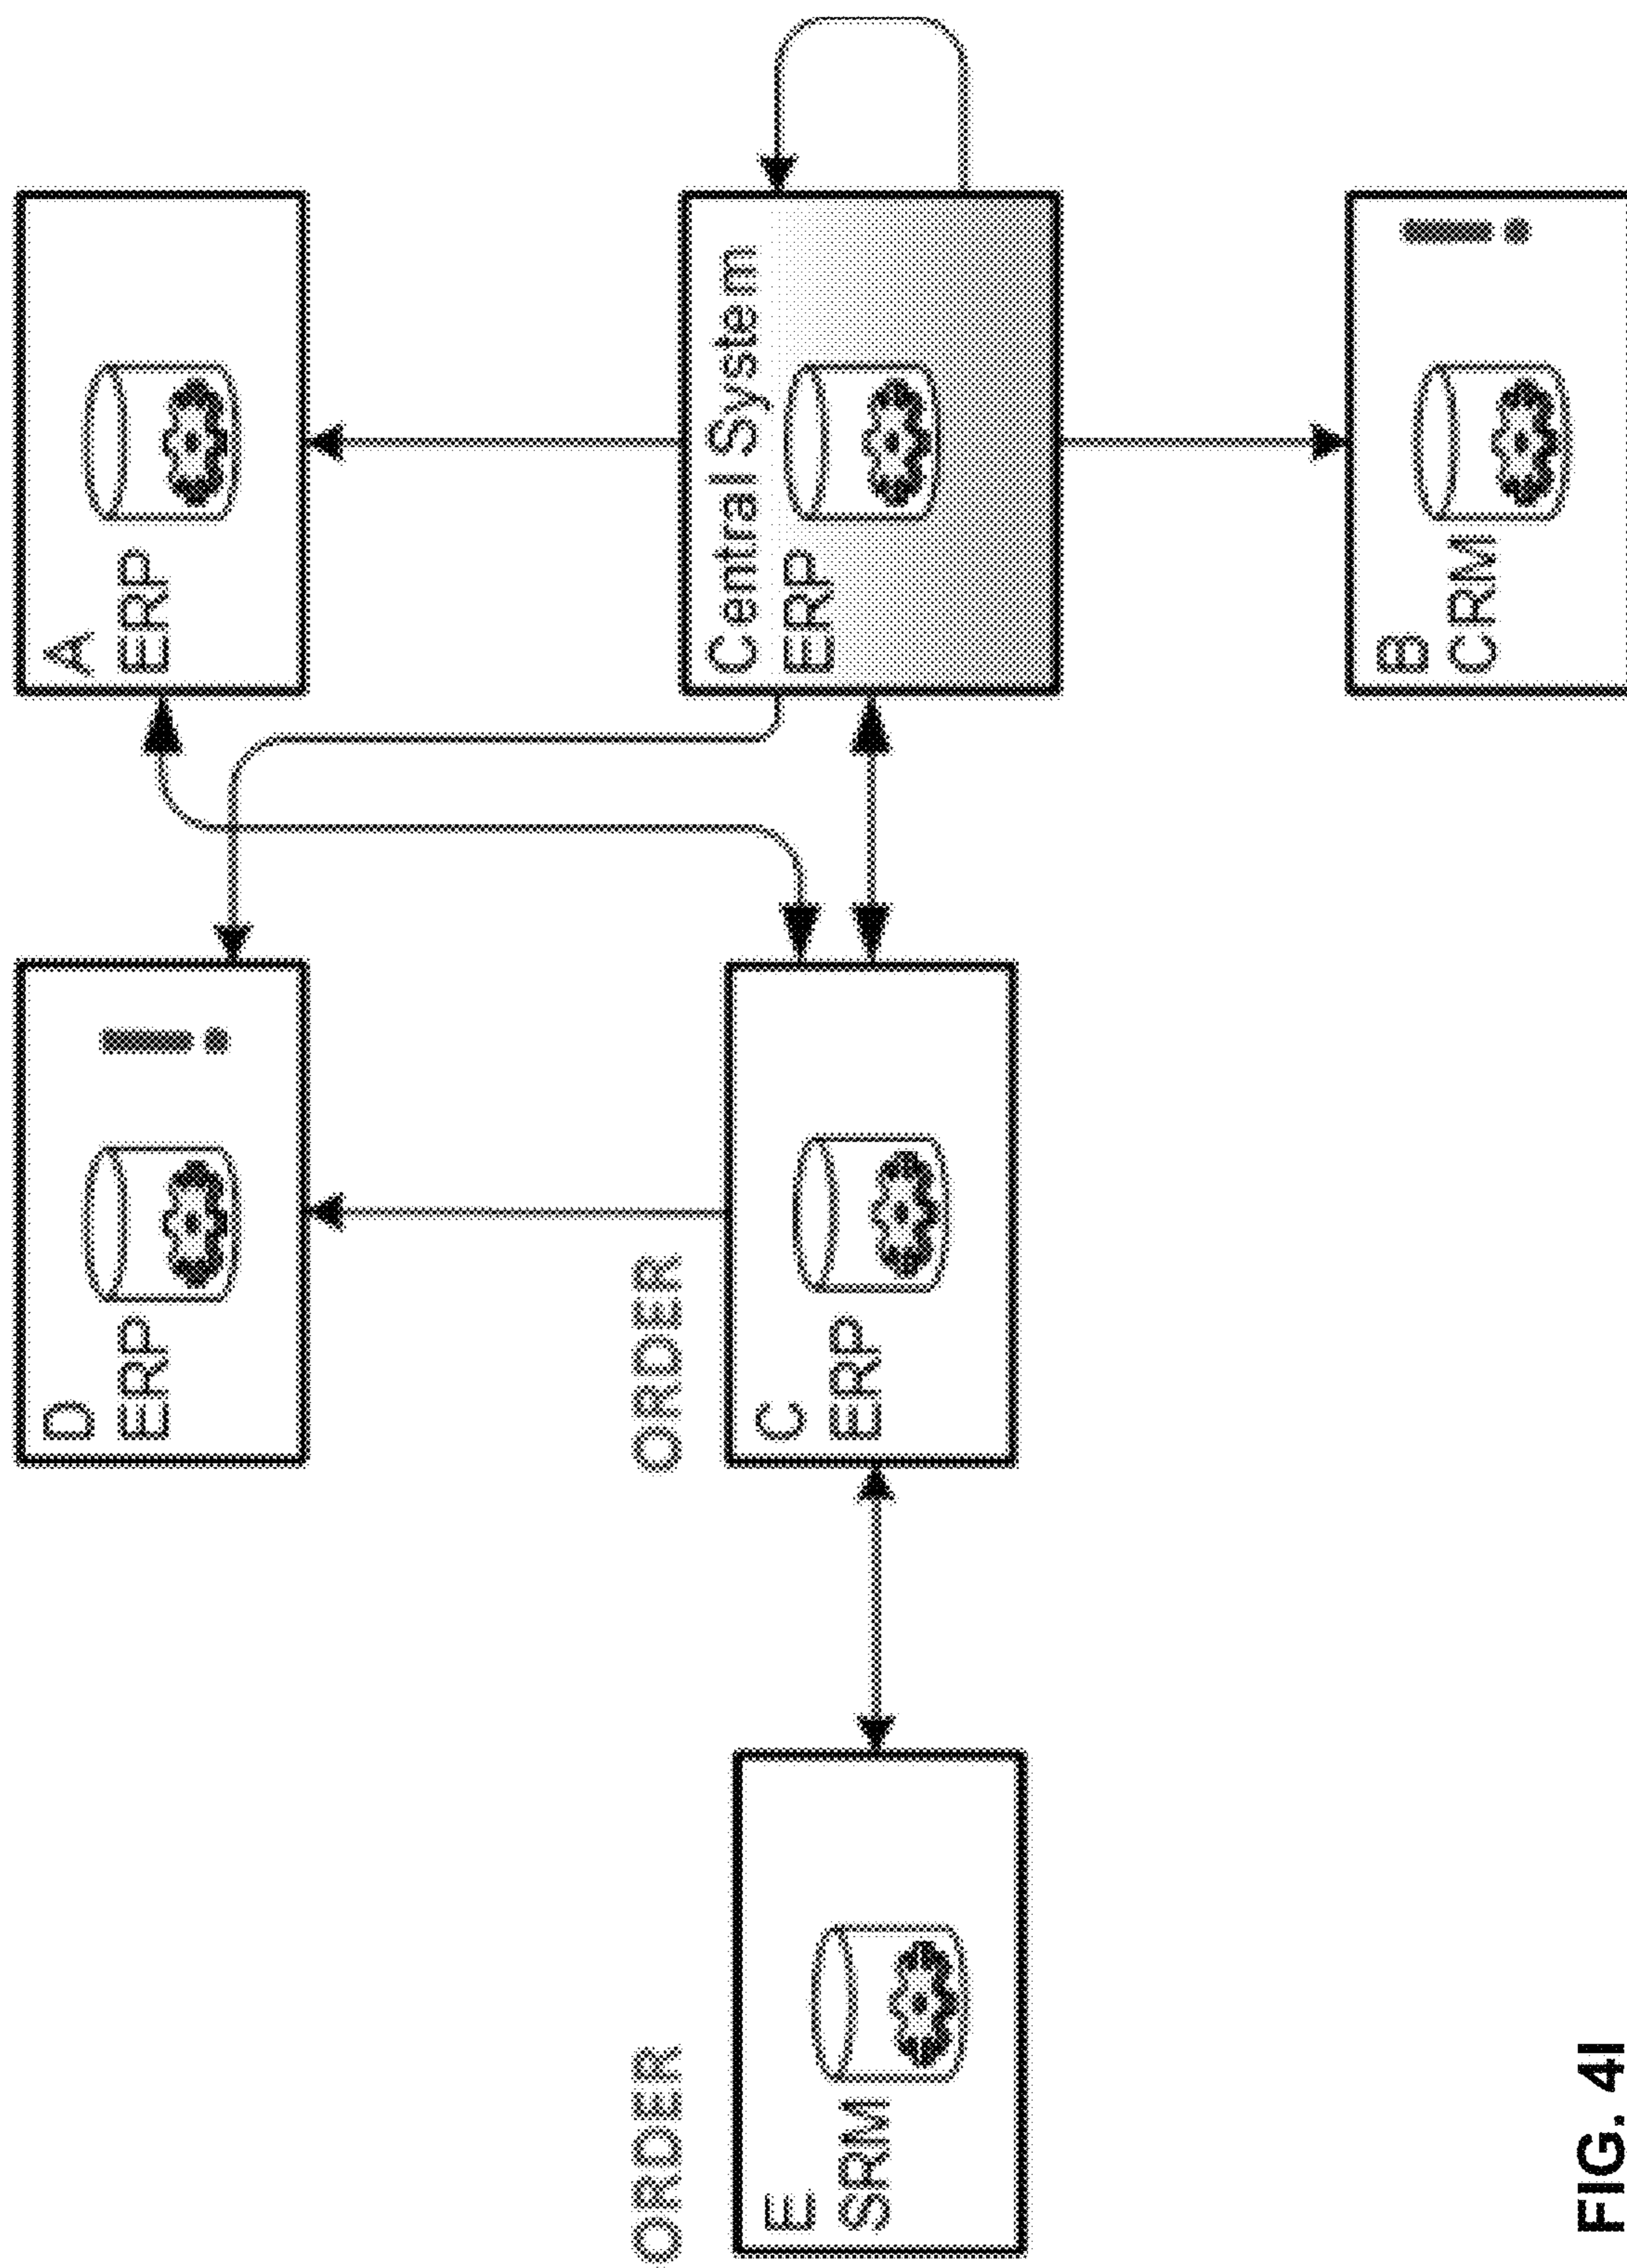 D
ERP
!
A
ERP
ORDER
ORDER
E
SRM
C
ERP
Central System
ERP
B
CRM
!
FIG. 4I